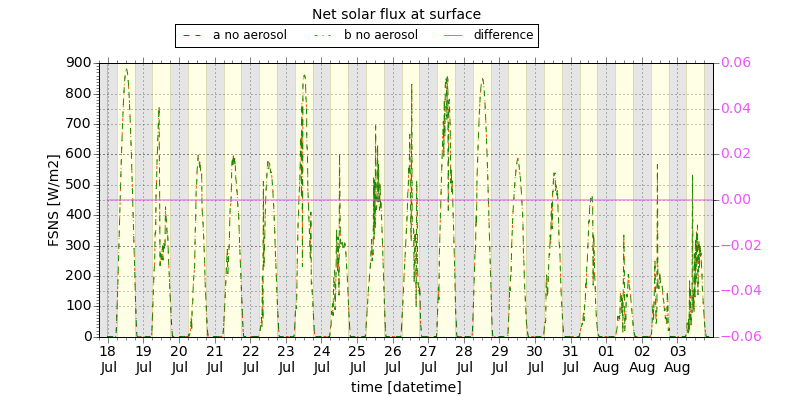 Net solar flux at surface
a no aerosol b no aerosol difference
900 0.06
800 0.04
700
600 0.02
500 0.00
400
300 −0.02
200 −0.04
100
0 −0.06
FSNS [W/m2]
18 19 20 21 22 23 24 25 26 27 28 29 30 31 01 02 03
Jul Jul Jul Jul Jul Jul Jul Jul Jul Jul Jul Jul Jul Jul Aug Aug Aug
time [datetime]